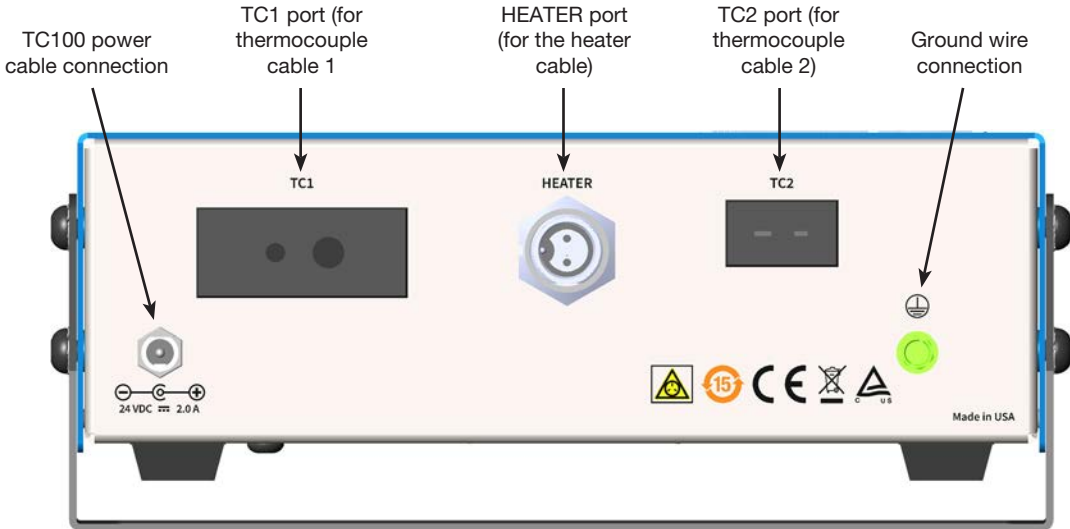 TC100 power
cable connection
TC1 port (for
thermocouple
cable 1
HEATER port
(for the heater
cable)
TC2 port (for
thermocouple
cable 2)
Ground wire
connection
TC1
HEATER
TC2
24 VDC ⎓ 2.0 A
15
CE
C US
Made in USA